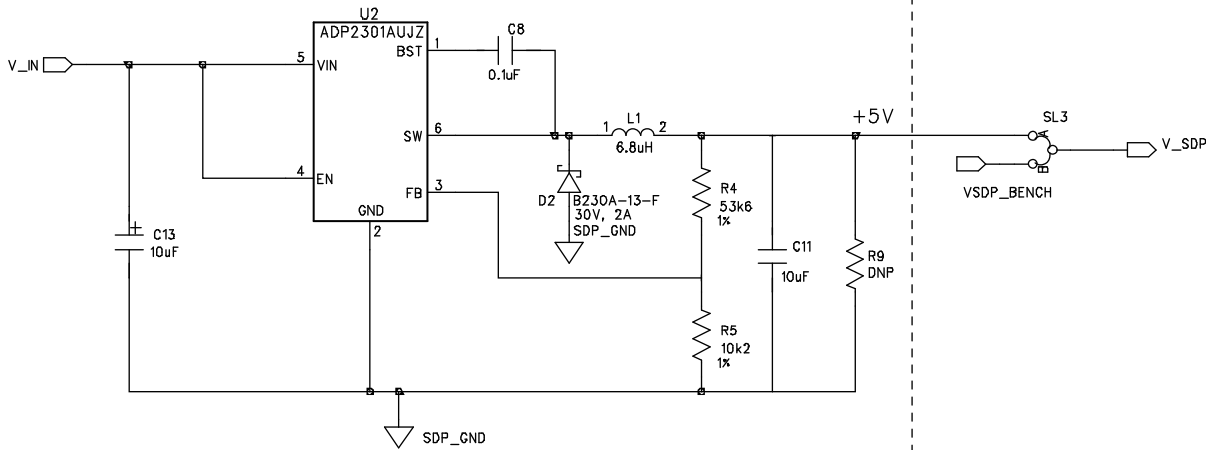 U2
ADP2301AUJZ
V_IN
5
VIN
BST
1
C8
0.1uF
SW
6
1
L1
2
6.8uH
+5V
SL3
A
B
V_SDP
VSDP_BENCH
4
EN
FB
3
GND
2
D2
B230A-13-F
30V, 2A
SDP_GND
R4
53k6
1%
C13
10uF
+
C11
10uF
R9
DNP
R5
10k2
1%
SDP_GND